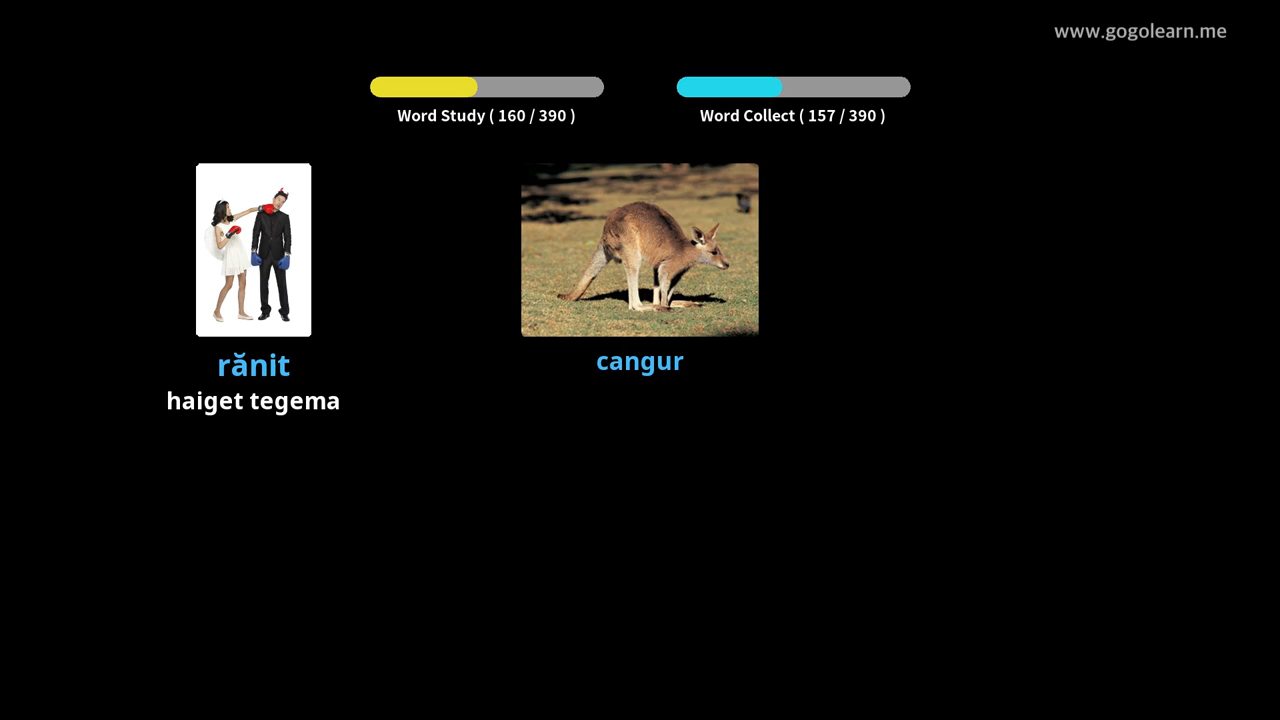 www.gogolearn.me
Word Study ( 160 / 390 )
Word Collect ( 157 / 390 )
rănit
haiget tegema
cangur